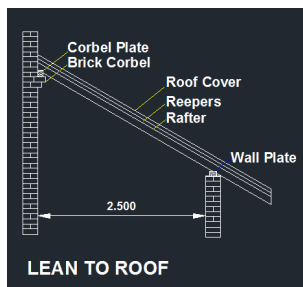 Corbel Plate
Brick Corbel
Roof Cover
Reepers
Rafter
Wall Plate
2.500
LEAN TO ROOF